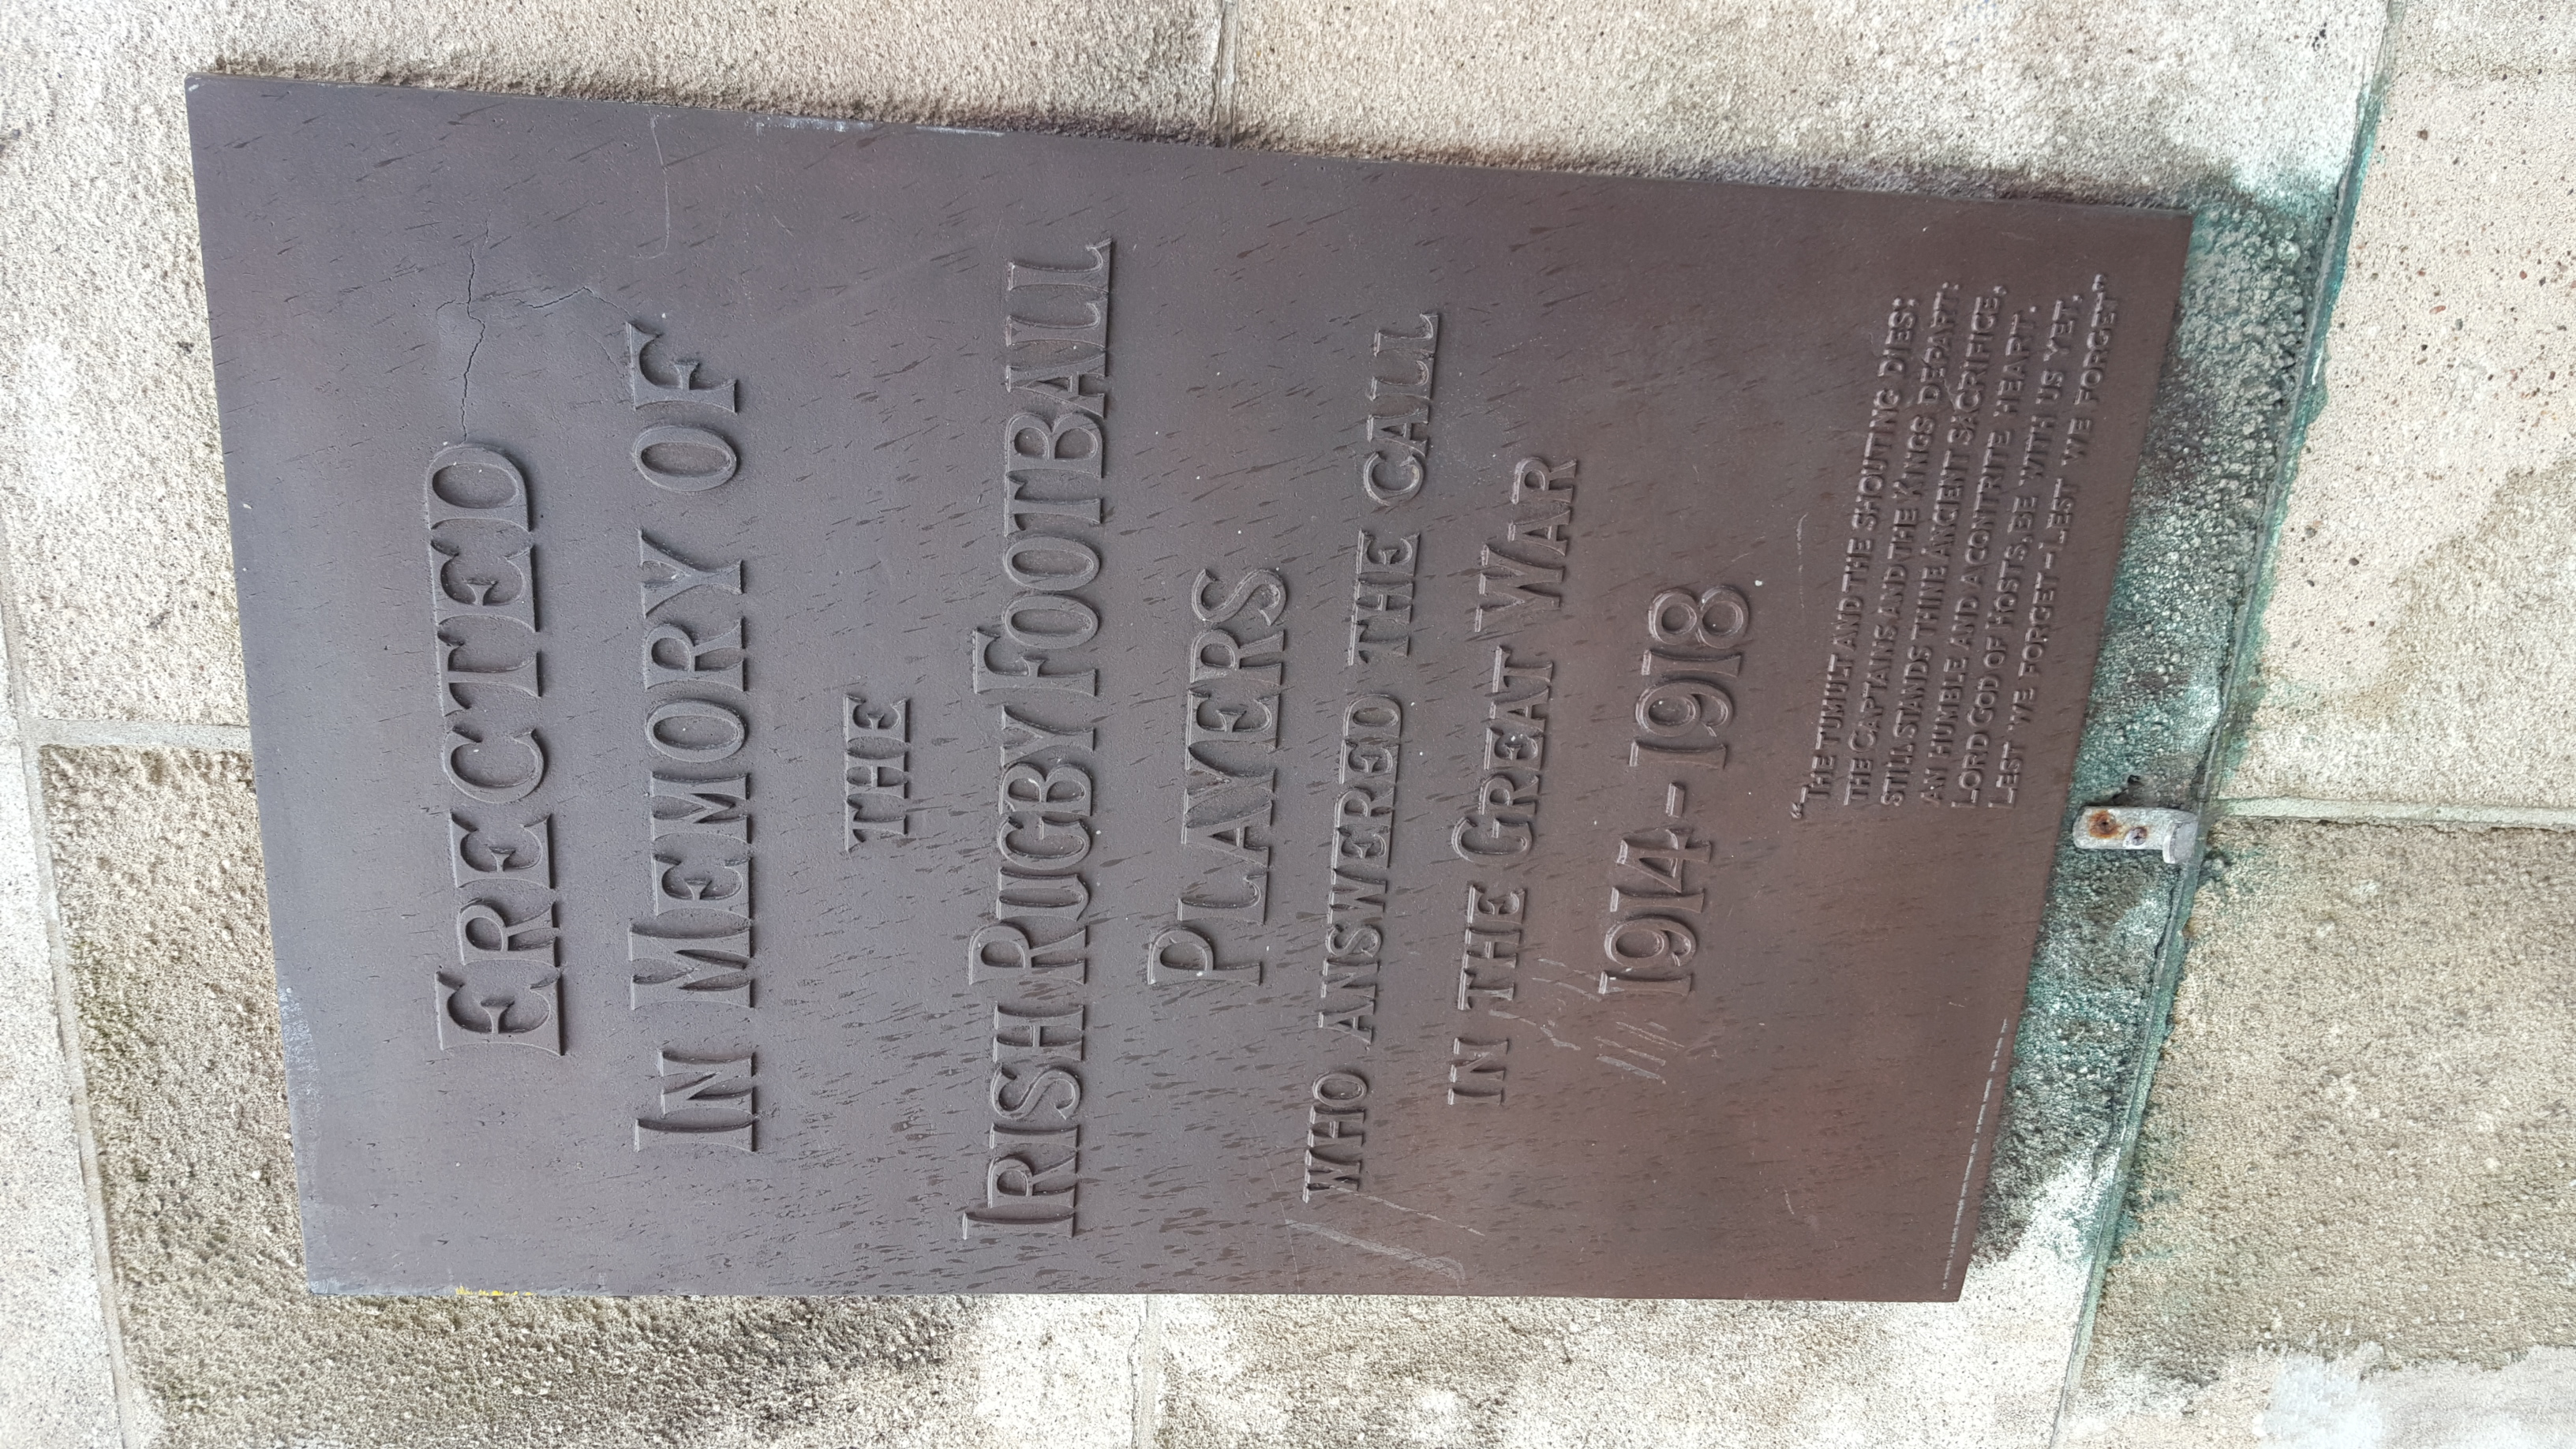 ERECTED
IN MEMORY OF
THE
IRISH RUGBY FOOTBALL
PLAYERS
WHO ANSWERED THE CALL
IN THE GREAT WAR
1914-1918
"THE TUMULT AND THE SHOUTING DIES:
THE CAPTAINS AND THE KINGS DEPART:
STILL STANDS THINE ANCIENT SACRIFICE,
AN HUMBLE AND A CONTRITE HEART.
LORD GOD OF HOSTS, BE WITH US YET,
LEST WE FORGET-LEST WE FORGET"